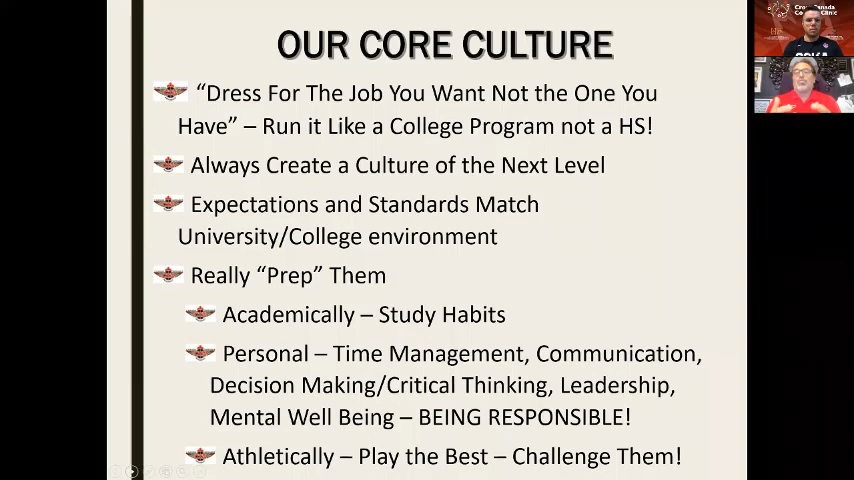 OUR CORE CULTURE
“Dress For The Job You Want Not the One You
Have” – Run it Like a College Program not a HS!
Always Create a Culture of the Next Level
Expectations and Standards Match
University/College environment
Really “Prep” Them
Academically – Study Habits
Personal – Time Management, Communication,
Decision Making/Critical Thinking, Leadership,
Mental Well Being – BEING RESPONSIBLE!
Athletically – Play the Best – Challenge Them!